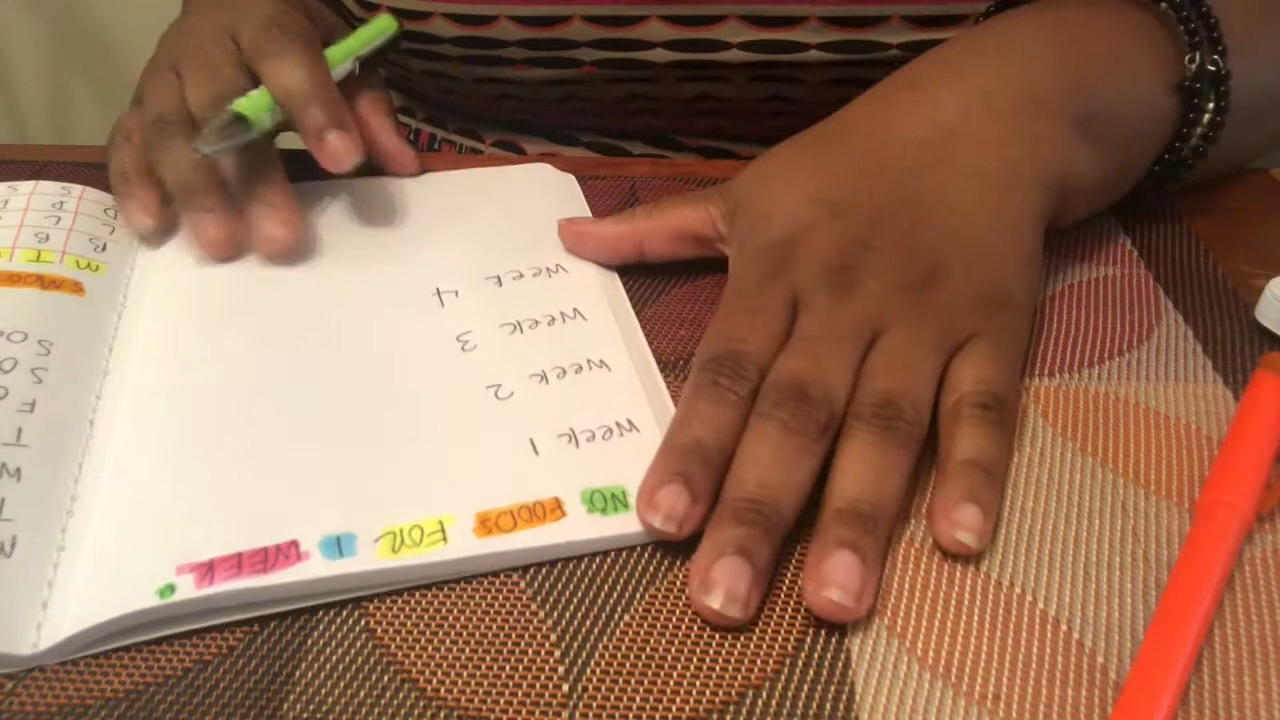 NO FOODS FOR 1 WEEK.
Week 1
Week 2
Week 3
Week 4
M
T
W
T
F
S
S
M T
B B
L L
D
S S